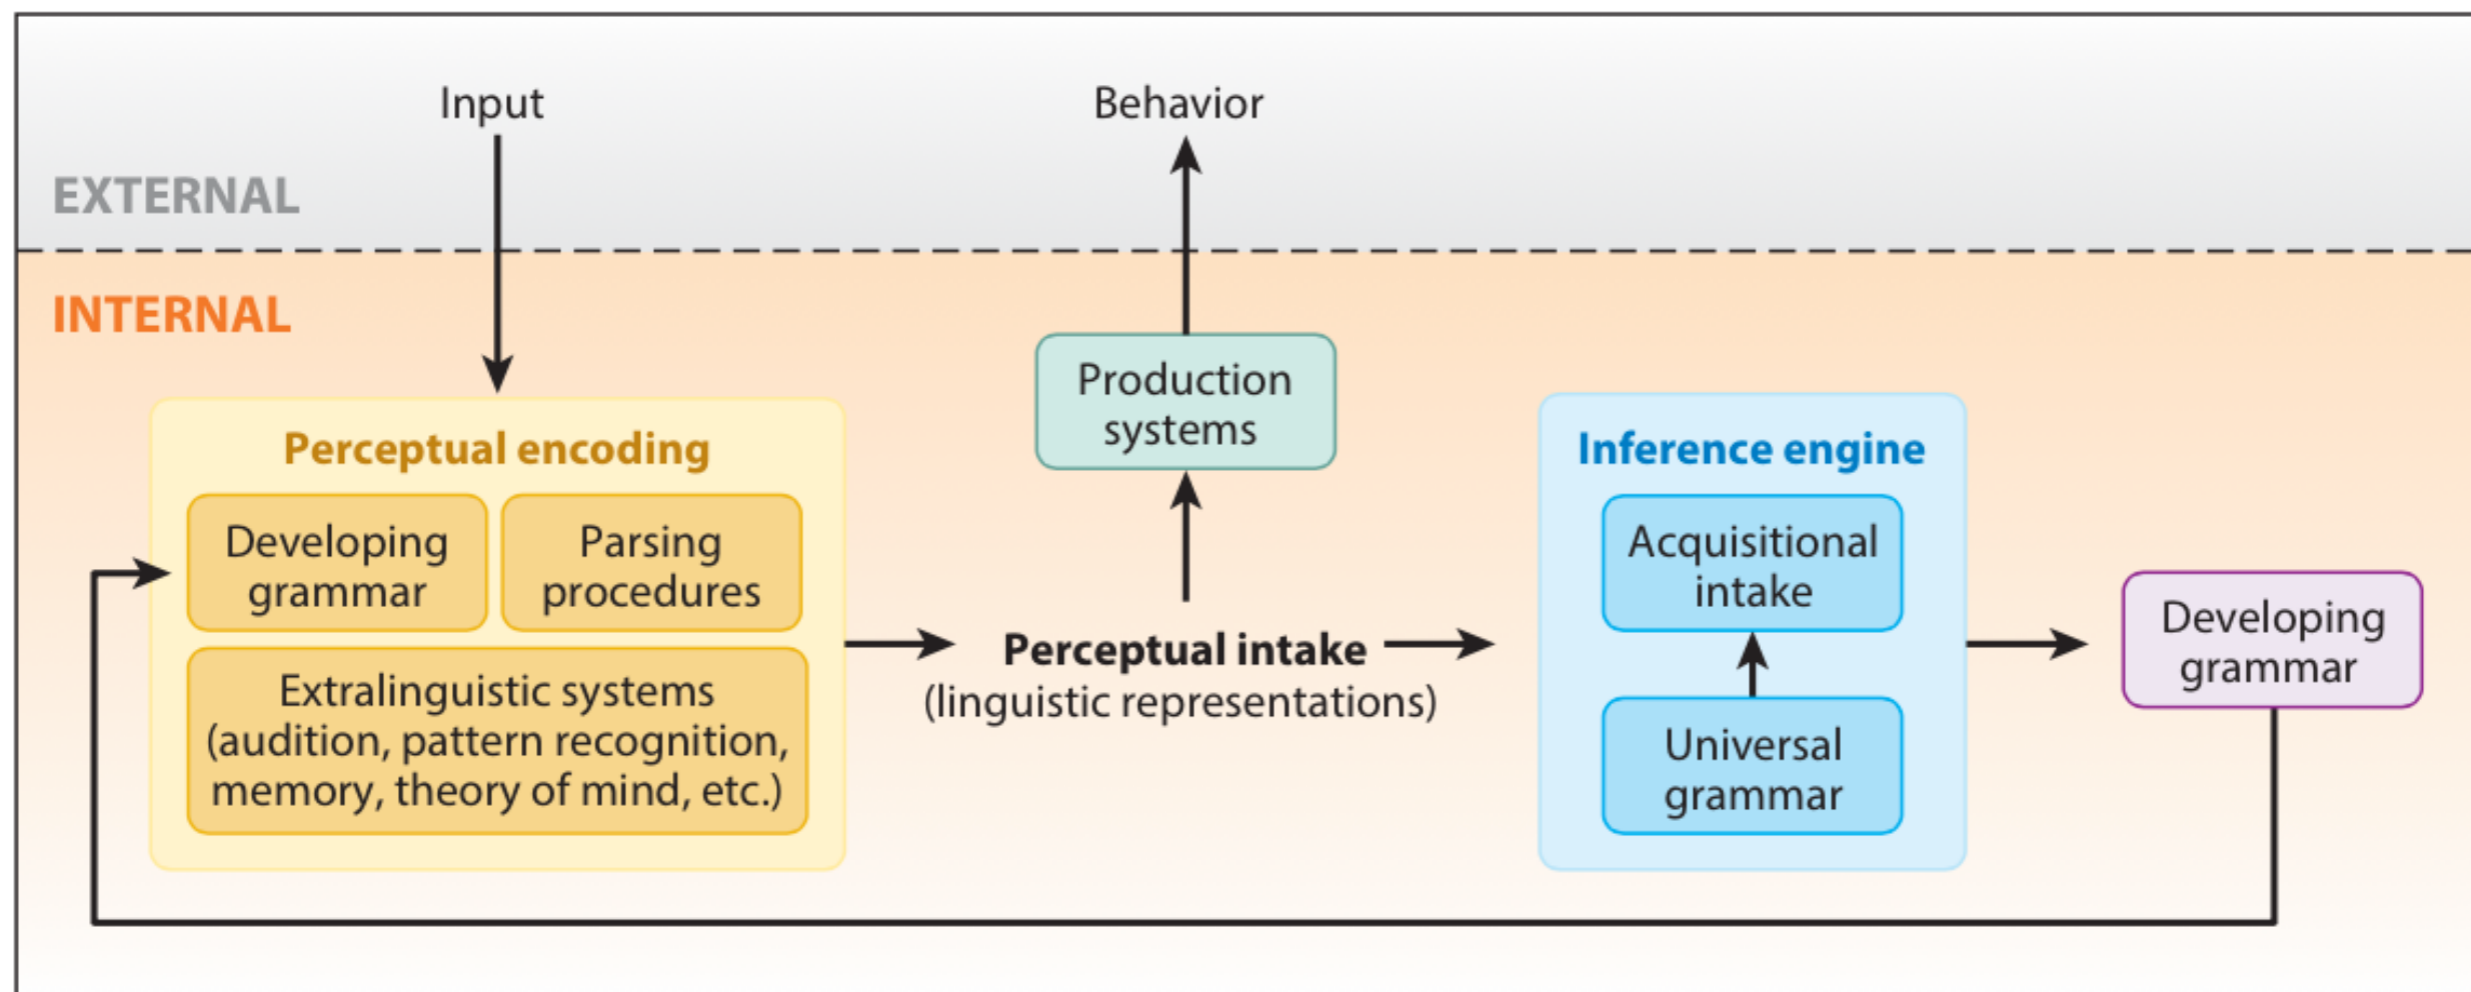 Input
Behavior
EXTERNAL
INTERNAL
Perceptual encoding
Developing
grammar
Parsing
procedures
Extralinguistic systems
(audition, pattern recognition,
memory, theory of mind, etc.)
Production
systems
Perceptual intake
(linguistic representations)
Inference engine
Acquisitional
intake
Universal
grammar
Developing
grammar